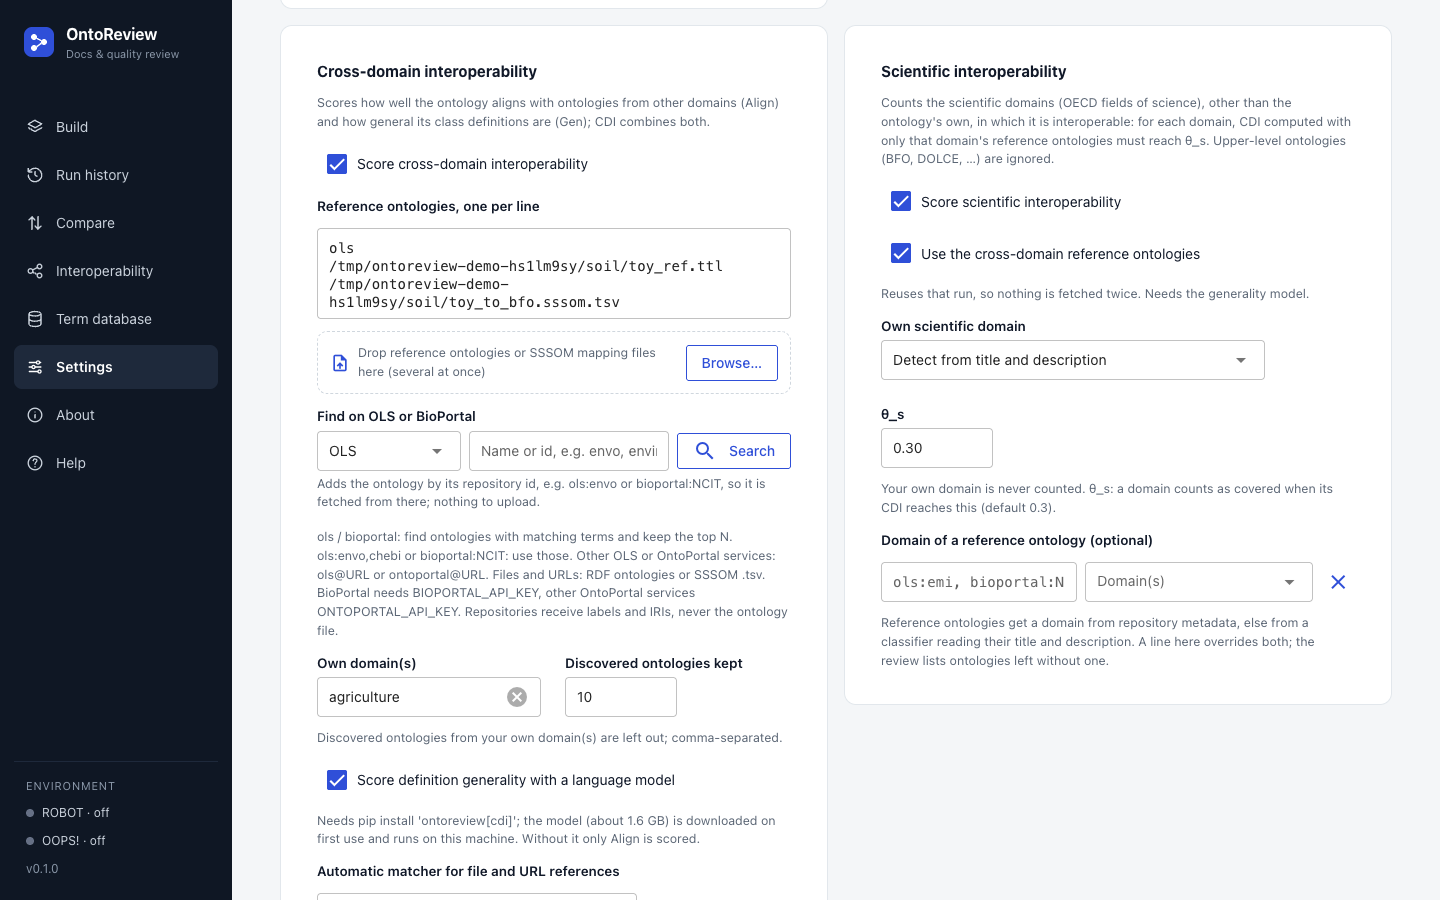 OntoReview
Docs & quality review
Build
Run history
Compare
Interoperability
Term database
Settings
About
Help
ENVIRONMENT
ROBOT · off
OOPS! · off
v0.1.0
Cross-domain interoperability
Scores how well the ontology aligns with ontologies from other domains (Align)
and how general its class definitions are (Gen); CDI combines both.
Score cross-domain interoperability
Reference ontologies, one per line
ols
/tmp/ontoreview-demo-hs1lm9sy/soil/toy_ref.ttl
/tmp/ontoreview-demo-
hs1lm9sy/soil/toy_to_bfo.sssom.tsv
Drop reference ontologies or SSSOM mapping files
here (several at once)
Browse...
Find on OLS or BioPortal
OLS
Name or id, e.g. envo, envi
Search
Adds the ontology by its repository id, e.g. ols:envo or bioportal:NCIT, so it is
fetched from there; nothing to upload.
ols / bioportal: find ontologies with matching terms and keep the top N.
ols:envo,chebi or bioportal:NCIT: use those. Other OLS or OntoPortal services:
ols@URL or ontoportal@URL. Files and URLs: RDF ontologies or SSSOM .tsv.
BioPortal needs BIOPORTAL_API_KEY, other OntoPortal services
ONTOPORTAL_API_KEY. Repositories receive labels and IRIs, never the ontology
file.
Own domain(s)
Discovered ontologies kept
agriculture
10
Discovered ontologies from your own domain(s) are left out; comma-separated.
Score definition generality with a language model
Needs pip install 'ontoreview[cdi]'; the model (about 1.6 GB) is downloaded on
first use and runs on this machine. Without it only Align is scored.
Automatic matcher for file and URL references
Scientific interoperability
Counts the scientific domains (OECD fields of science), other than the
ontology's own, in which it is interoperable: for each domain, CDI computed with
only that domain's reference ontologies must reach θ_s. Upper-level ontologies
(BFO, DOLCE, ...) are ignored.
Score scientific interoperability
Use the cross-domain reference ontologies
Reuses that run, so nothing is fetched twice. Needs the generality model.
Own scientific domain
Detect from title and description
θ_s
0.30
Your own domain is never counted. θ_s: a domain counts as covered when its
CDI reaches this (default 0.3).
Domain of a reference ontology (optional)
ols:emi, bioportal:N
Domain(s)
Reference ontologies get a domain from repository metadata, else from a
classifier reading their title and description. A line here overrides both; the
review lists ontologies left without one.